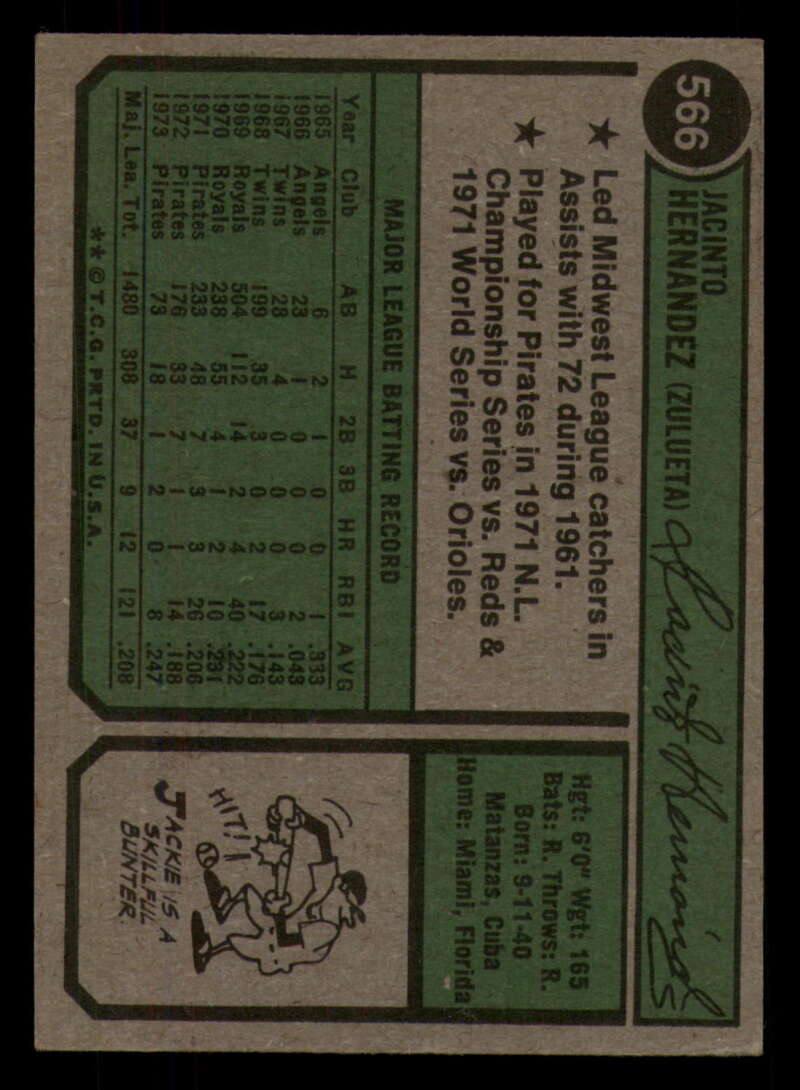 566
JACINTO
HERNANDEZ (ZULUETA) Jacinto Hernández
★ Led Midwest League catchers in
Assists with 72 during 1961.
★ Played for Pirates in 1971 N.L.
Championship Series vs. Reds &
1971 World Series vs. Orioles.
MAJOR LEAGUE BATTING RECORD
Year Club AB H 2B 3B HR RBI AVG
1965 Angels 6 2 1 0 0 1 .333
1966 Angels 23 1 0 0 0 2 .043
1967 Twins 28 4 0 0 0 3 .143
1968 Twins 199 35 3 0 2 17 .176
1969 Royals 504 112 14 2 4 40 .222
1970 Royals 238 55 4 1 2 10 .231
1971 Pirates 233 48 7 3 3 26 .206
1972 Pirates 176 33 7 1 1 14 .188
1973 Pirates 73 18 1 2 0 8 .247
Maj. Lea. Tot. 1480 308 37 9 12 121 .208
**©T.C.G. PRTD. IN U.S.A.
Hgt: 6'0" Wgt: 165
Bats: R. Throws: R.
Born: 9-11-40
Matanzas, Cuba
Home: Miami, Florida
HIT!!
JACKIE IS A
SKILLFUL
BUNTER.